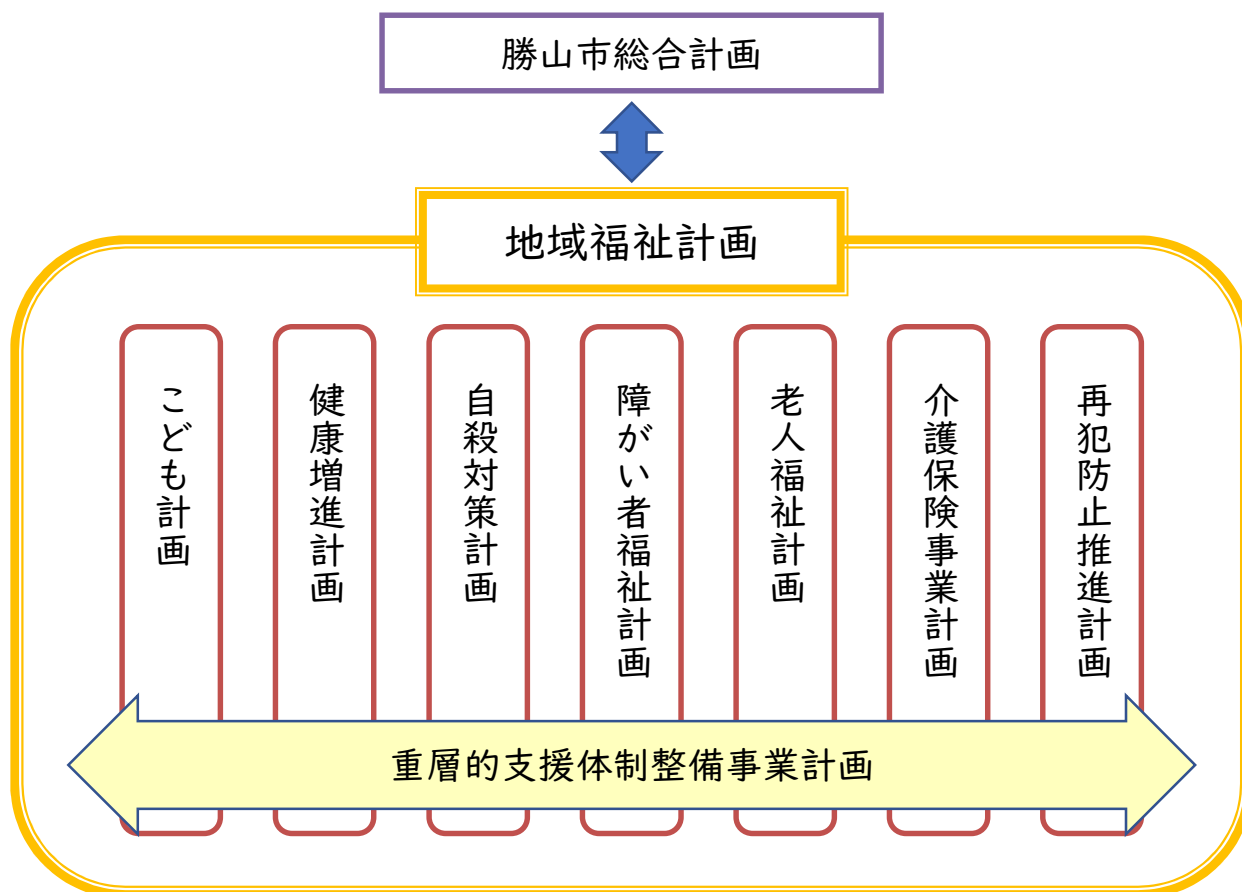 勝山市総合計画
地域福祉計画
こども計画
健康増進計画
自殺対策計画
障がい者福祉計画
老人福祉計画
介護保険事業計画
再犯防止推進計画
重層的支援体制整備事業計画